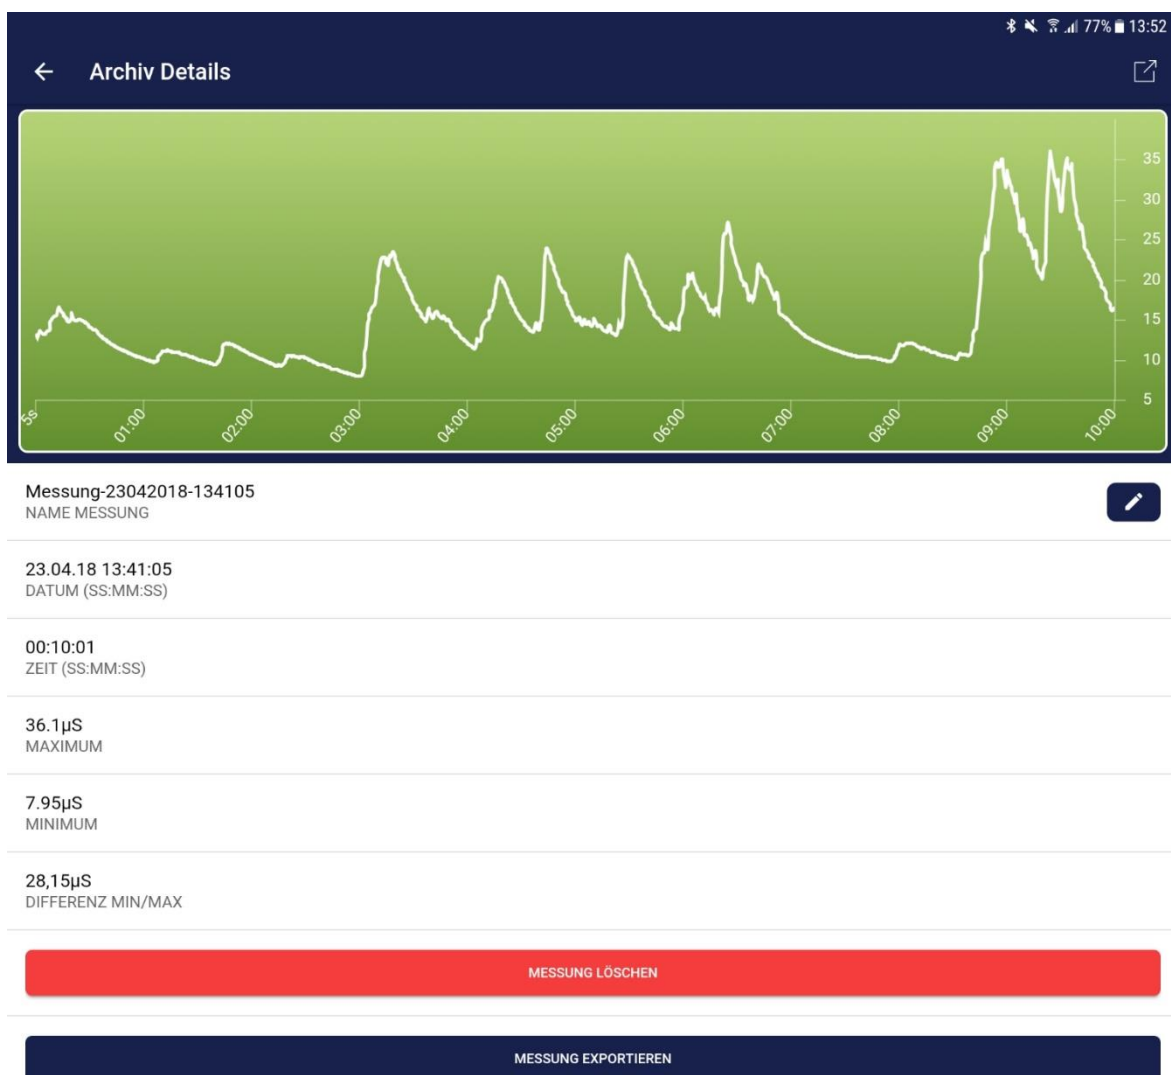 77% 13:52
Archiv Details
35
30
25
20
15
10
5
5s 01:00 02:00 03:00 04:00 05:00 06:00 07:00 08:00 09:00 10:00
Messung-23042018-134105
NAME MESSUNG
23.04.18 13:41:05
DATUM (SS:MM:SS)
00:10:01
ZEIT (SS:MM:SS)
36.1µS
MAXIMUM
7.95µS
MINIMUM
28,15µS
DIFFERENZ MIN/MAX
MESSUNG LÖSCHEN
MESSUNG EXPORTIEREN